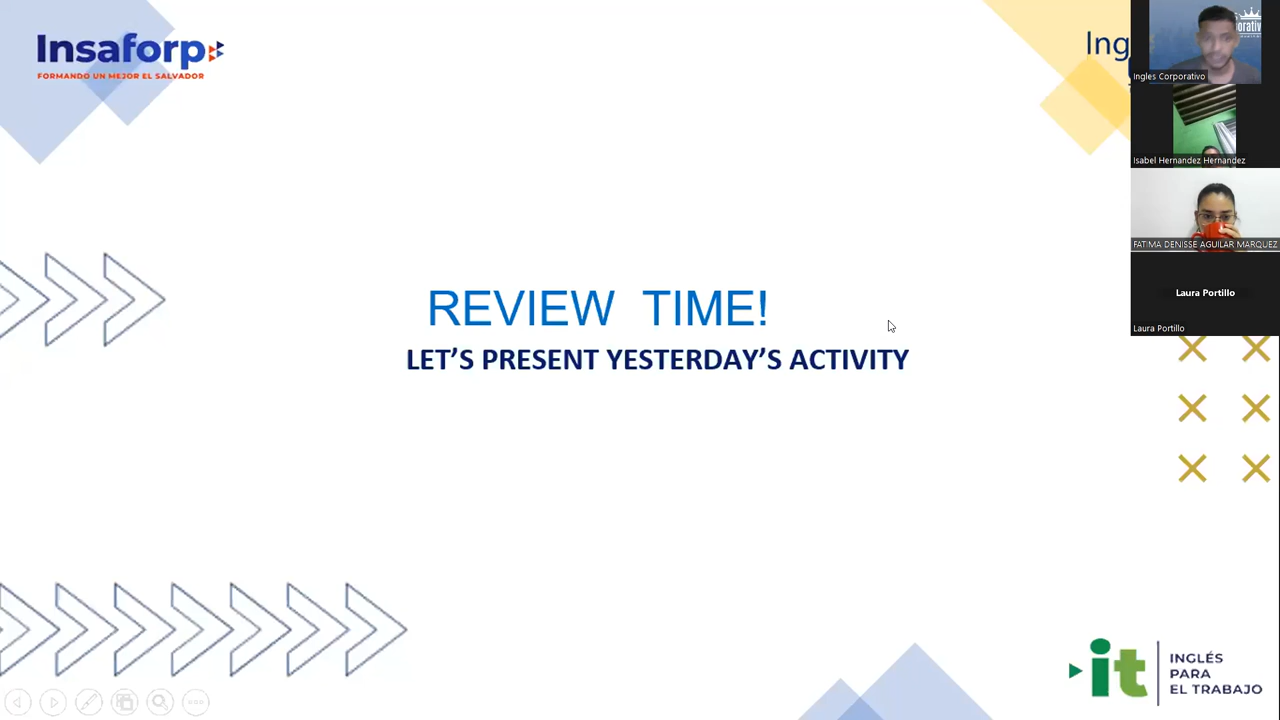 Insaforp
FORMANDO UN MEJOR EL SALVADOR
Ing
Ingles Corporativo
Isabel Hernandez Hernandez
FATIMA DENISSE AGUILAR MARQUEZ
Laura Portillo
Laura Portillo
REVIEW TIME!
LET'S PRESENT YESTERDAY'S ACTIVITY
it
INGLÉS
PARA
EL TRABAJO